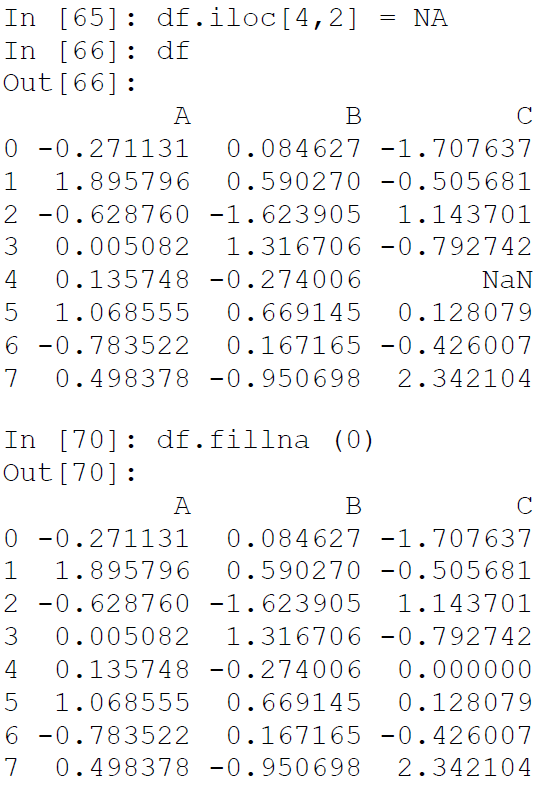 In [65]: df.iloc[4,2] = NA
In [66]: df
Out[66]:
A B C
0 -0.271131 0.084627 -1.707637
1 1.895796 0.590270 -0.505681
2 -0.628760 -1.623905 1.143701
3 0.005082 1.316706 -0.792742
4 0.135748 -0.274006 NaN
5 1.068555 0.669145 0.128079
6 -0.783522 0.167165 -0.426007
7 0.498378 -0.950698 2.342104
In [70]: df.fillna (0)
Out[70]:
A B C
0 -0.271131 0.084627 -1.707637
1 1.895796 0.590270 -0.505681
2 -0.628760 -1.623905 1.143701
3 0.005082 1.316706 -0.792742
4 0.135748 -0.274006 0.000000
5 1.068555 0.669145 0.128079
6 -0.783522 0.167165 -0.426007
7 0.498378 -0.950698 2.342104